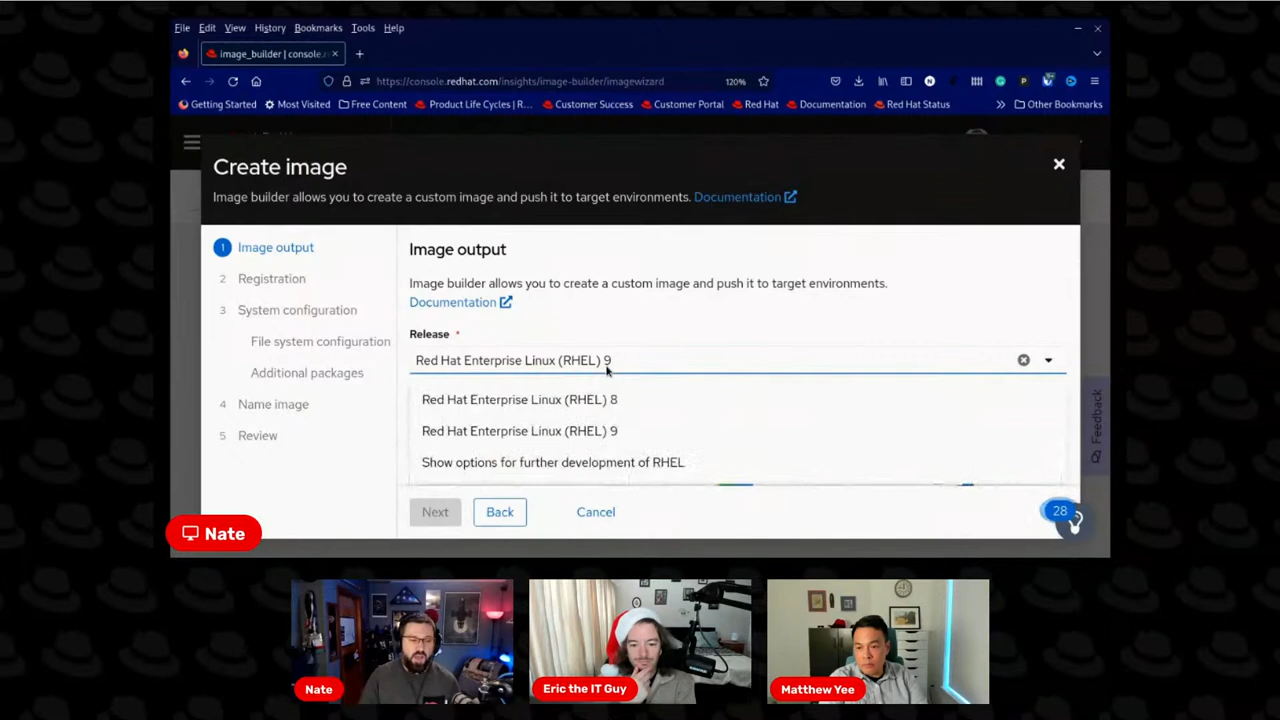 File Edit View History Bookmarks Tools Help
image_builder | console.r
https://console.redhat.com/insights/image-builder/imagewizard 120%
Getting Started Most Visited Free Content Product Life Cycles | R... Customer Success Customer Portal Red Hat Documentation Red Hat Status Other Bookmarks
Create image
Image builder allows you to create a custom image and push it to target environments. Documentation
1 Image output
2 Registration
3 System configuration
File system configuration
Additional packages
4 Name image
5 Review
Image output
Image builder allows you to create a custom image and push it to target environments.
Documentation
Release *
Red Hat Enterprise Linux (RHEL) 9
Red Hat Enterprise Linux (RHEL) 8
Red Hat Enterprise Linux (RHEL) 9
Show options for further development of RHEL
Next Back Cancel
Feedback
28
Nate
Nate
Eric the IT Guy
Matthew Yee